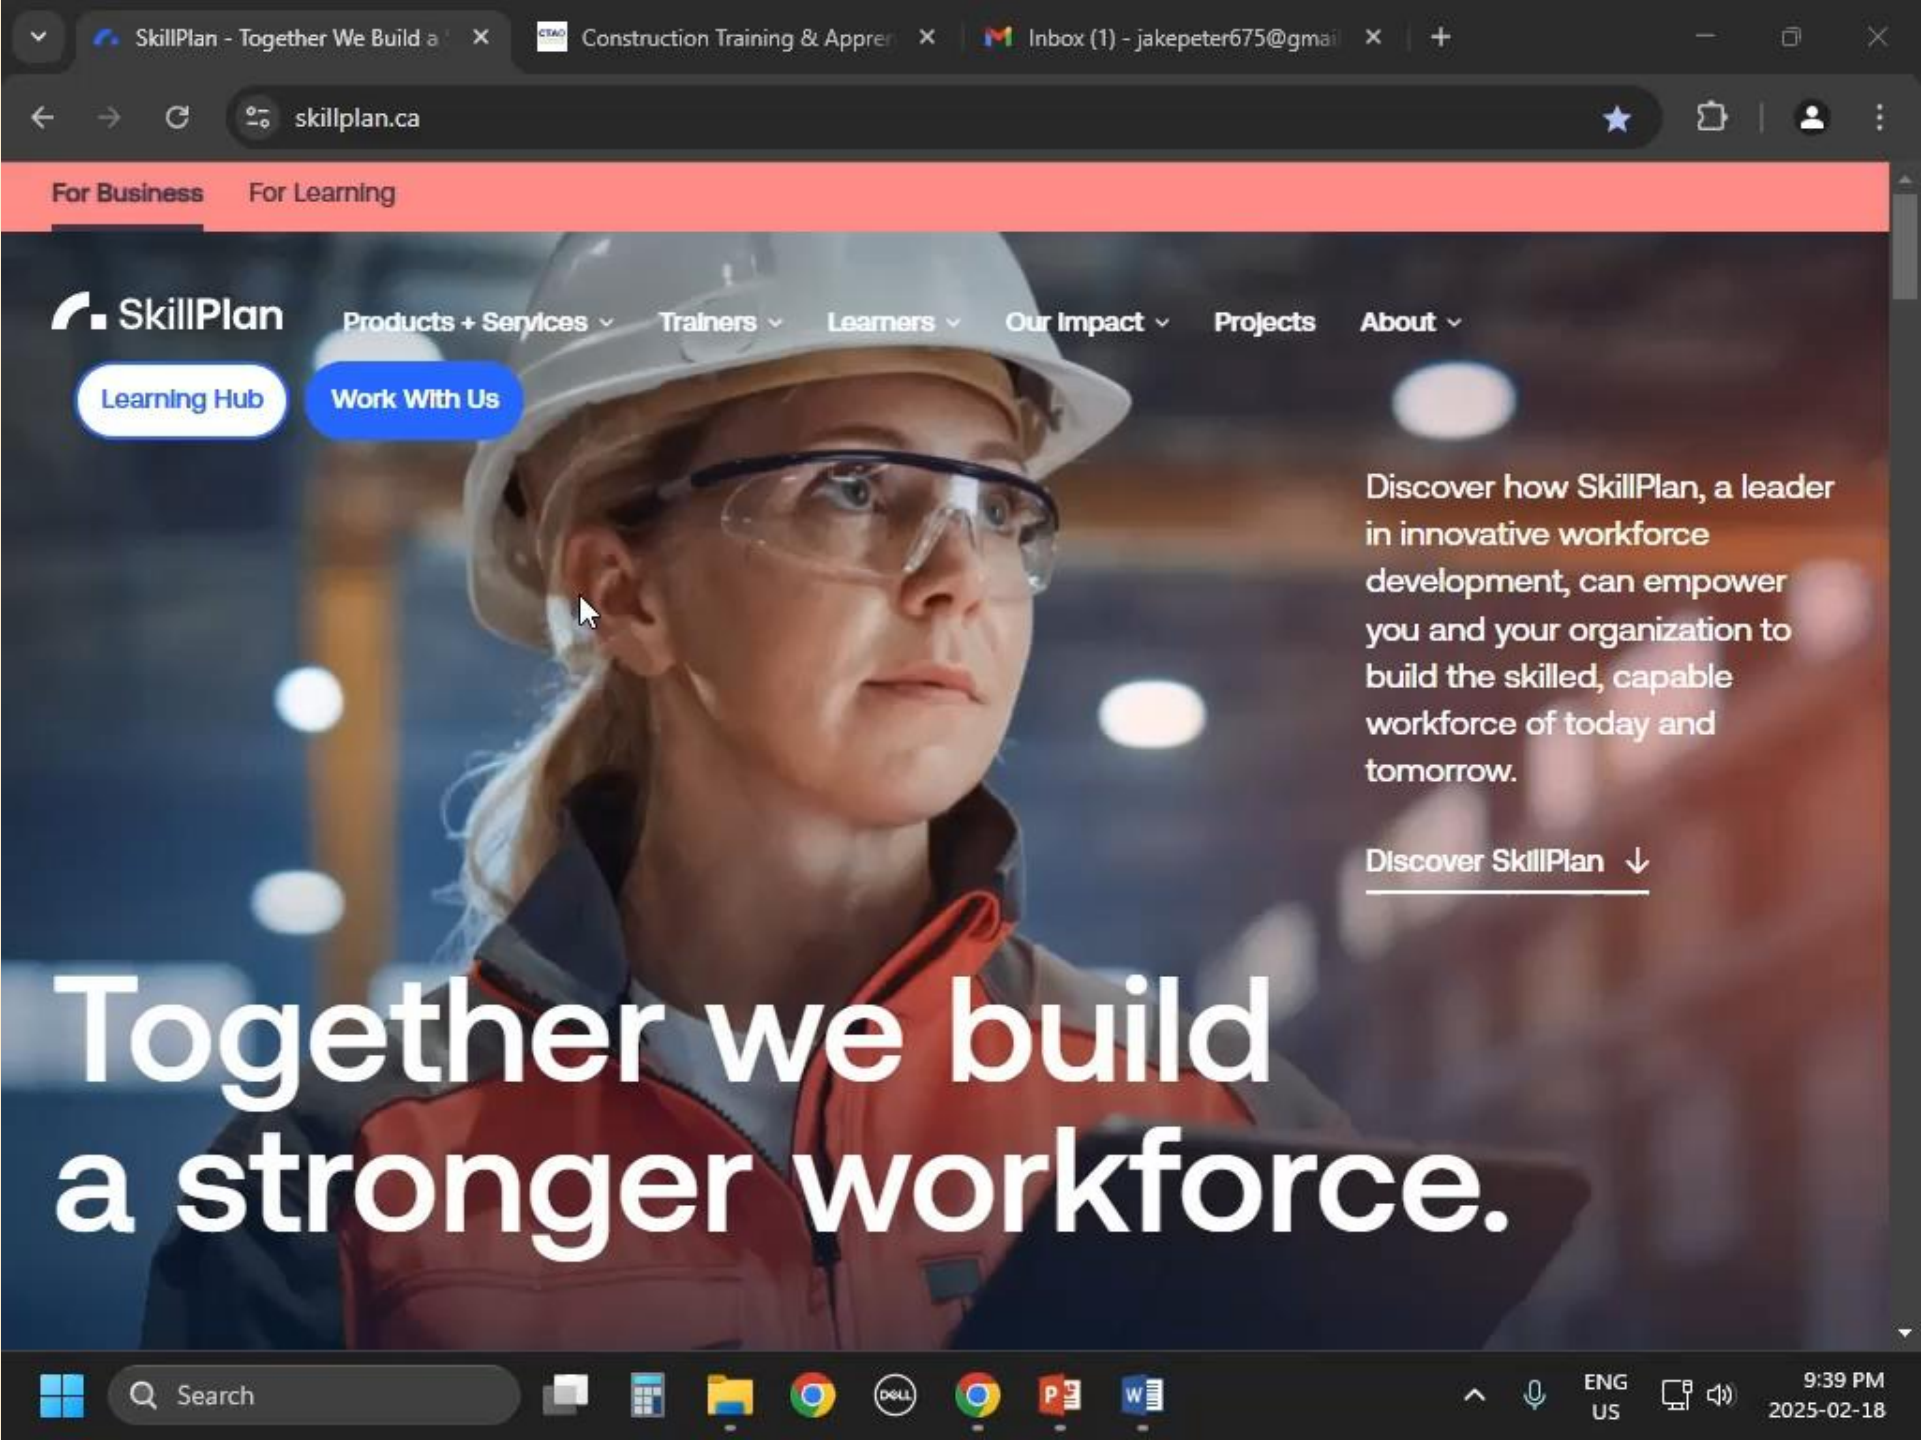 SkillPlan - Together We Build a
CTAO
Construction Training & Appre
Inbox (1) - jakepeter675@gmai
skillplan.ca
For Business
For Learning
SkillPlan
Products + Services
Trainers
Learners
Our Impact
Projects
About
Learning Hub
Work With Us
Discover how SkillPlan, a leader
in innovative workforce
development, can empower
you and your organization to
build the skilled, capable
workforce of today and
tomorrow.
Discover SkillPlan
Together we build
a stronger workforce.
Search
DELL
P
W
ENG
US
9:39 PM
2025-02-18